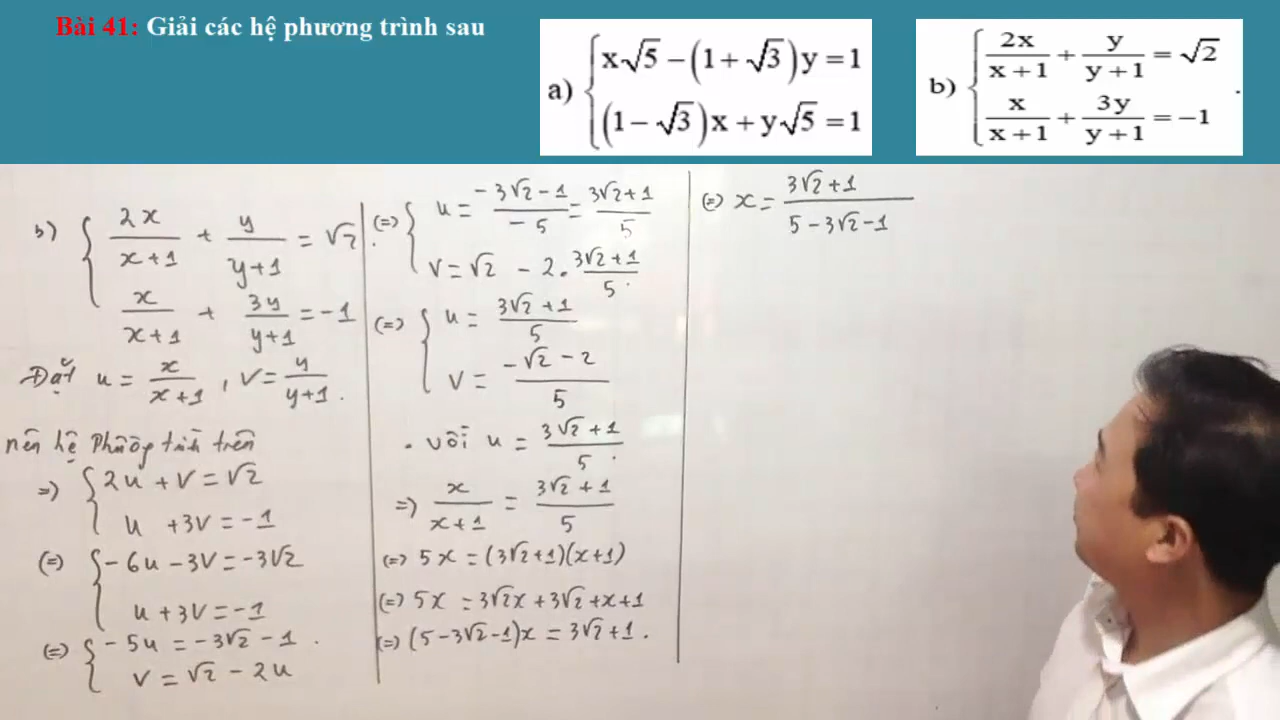 Bài 41: Giải các hệ phương trình sau
a) { x√5 − (1 + √3)y = 1
(1 − √3)x + y√5 = 1
b) { 2x/(x + 1) + y/(y + 1) = √2
x/(x + 1) + 3y/(y + 1) = −1 .
b) { 2x/(x+1) + y/(y+1) = √2
x/(x+1) + 3y/(y+1) = -1
Đặt u = x/(x+1) , v = y/(y+1) .
nên hệ Phường tình trên
=) { 2u + v = √2
u + 3v = -1
(=) { -6u - 3v = -3√2
u + 3v = -1
(=) { -5u = -3√2 - 1 .
v = √2 - 2u
(=) { u = (-3√2 - 1)/(-5) = (3√2+1)/5
v = √2 - 2. (3√2+1)/5 .
(=) { u = (3√2 + 1)/5
v = (-√2 - 2)/5
. với u = (3√2 + 1)/5 .
=) x/(x+1) = (3√2 + 1)/5
(=) 5x = (3√2+1)(x+1)
(=) 5x = 3√2x + 3√2 + x + 1
(=) (5-3√2-1)x = 3√2+1 .
(=) x = (3√2 + 1)/(5 - 3√2 - 1)